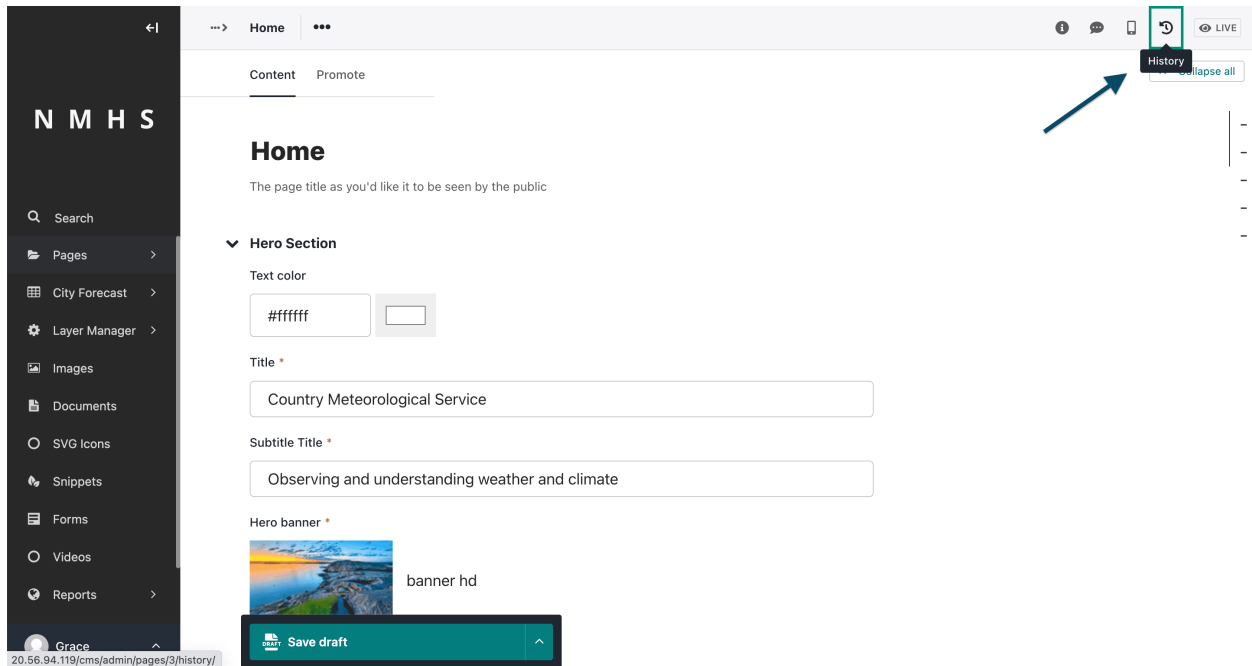 Home
LIVE
History
Collapse all
Content
Promote
NMHS
Home
The page title as you'd like it to be seen by the public
Search
Pages
City Forecast
Layer Manager
Images
Documents
SVG Icons
Snippets
Forms
Videos
Reports
Grace
20.56.94.119/cms/admin/pages/3/history/
Hero Section
Text color
#ffffff
Title *
Country Meteorological Service
Subtitle Title *
Observing and understanding weather and climate
Hero banner *
banner hd
DRAFT
Save draft